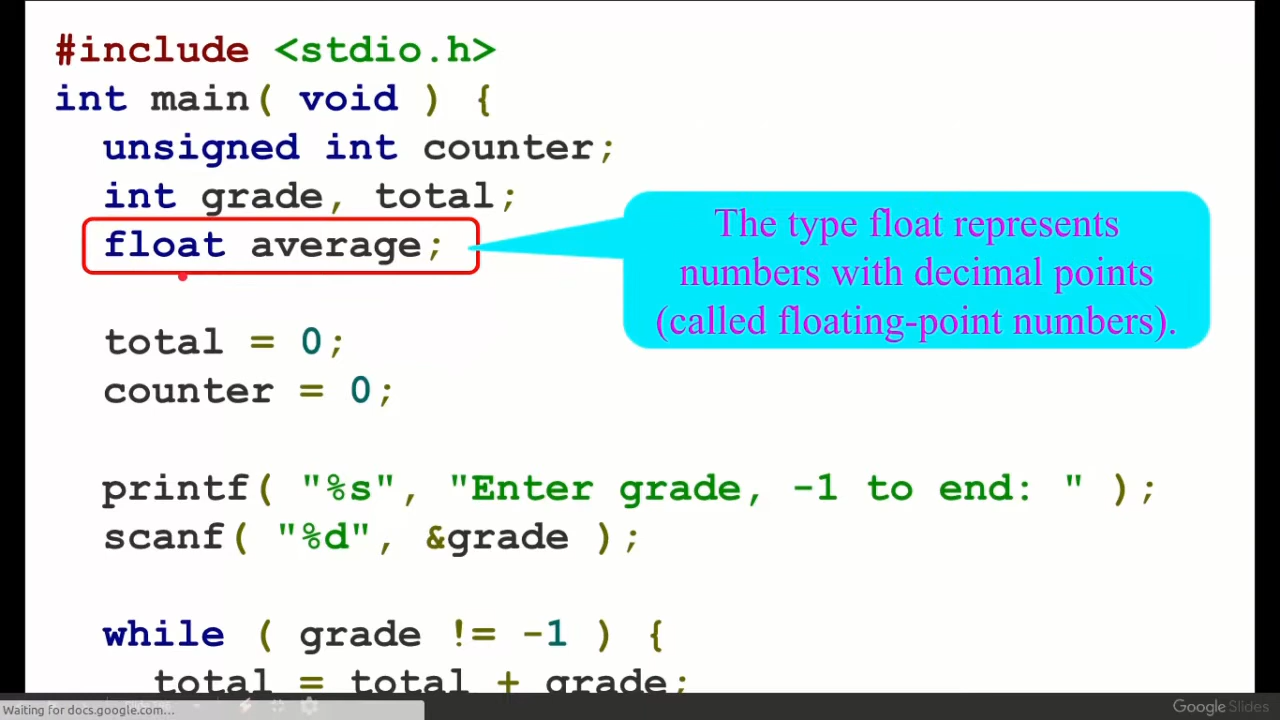 #include <stdio.h>
int main( void ) {
unsigned int counter;
int grade, total;
float average;
The type float represents
numbers with decimal points
(called floating-point numbers).
total = 0;
counter = 0;
printf( "%s", "Enter grade, -1 to end: " );
scanf( "%d", &grade );
while ( grade != -1 ) {
total = total + grade;
Waiting for docs.google.com...
Google Slides